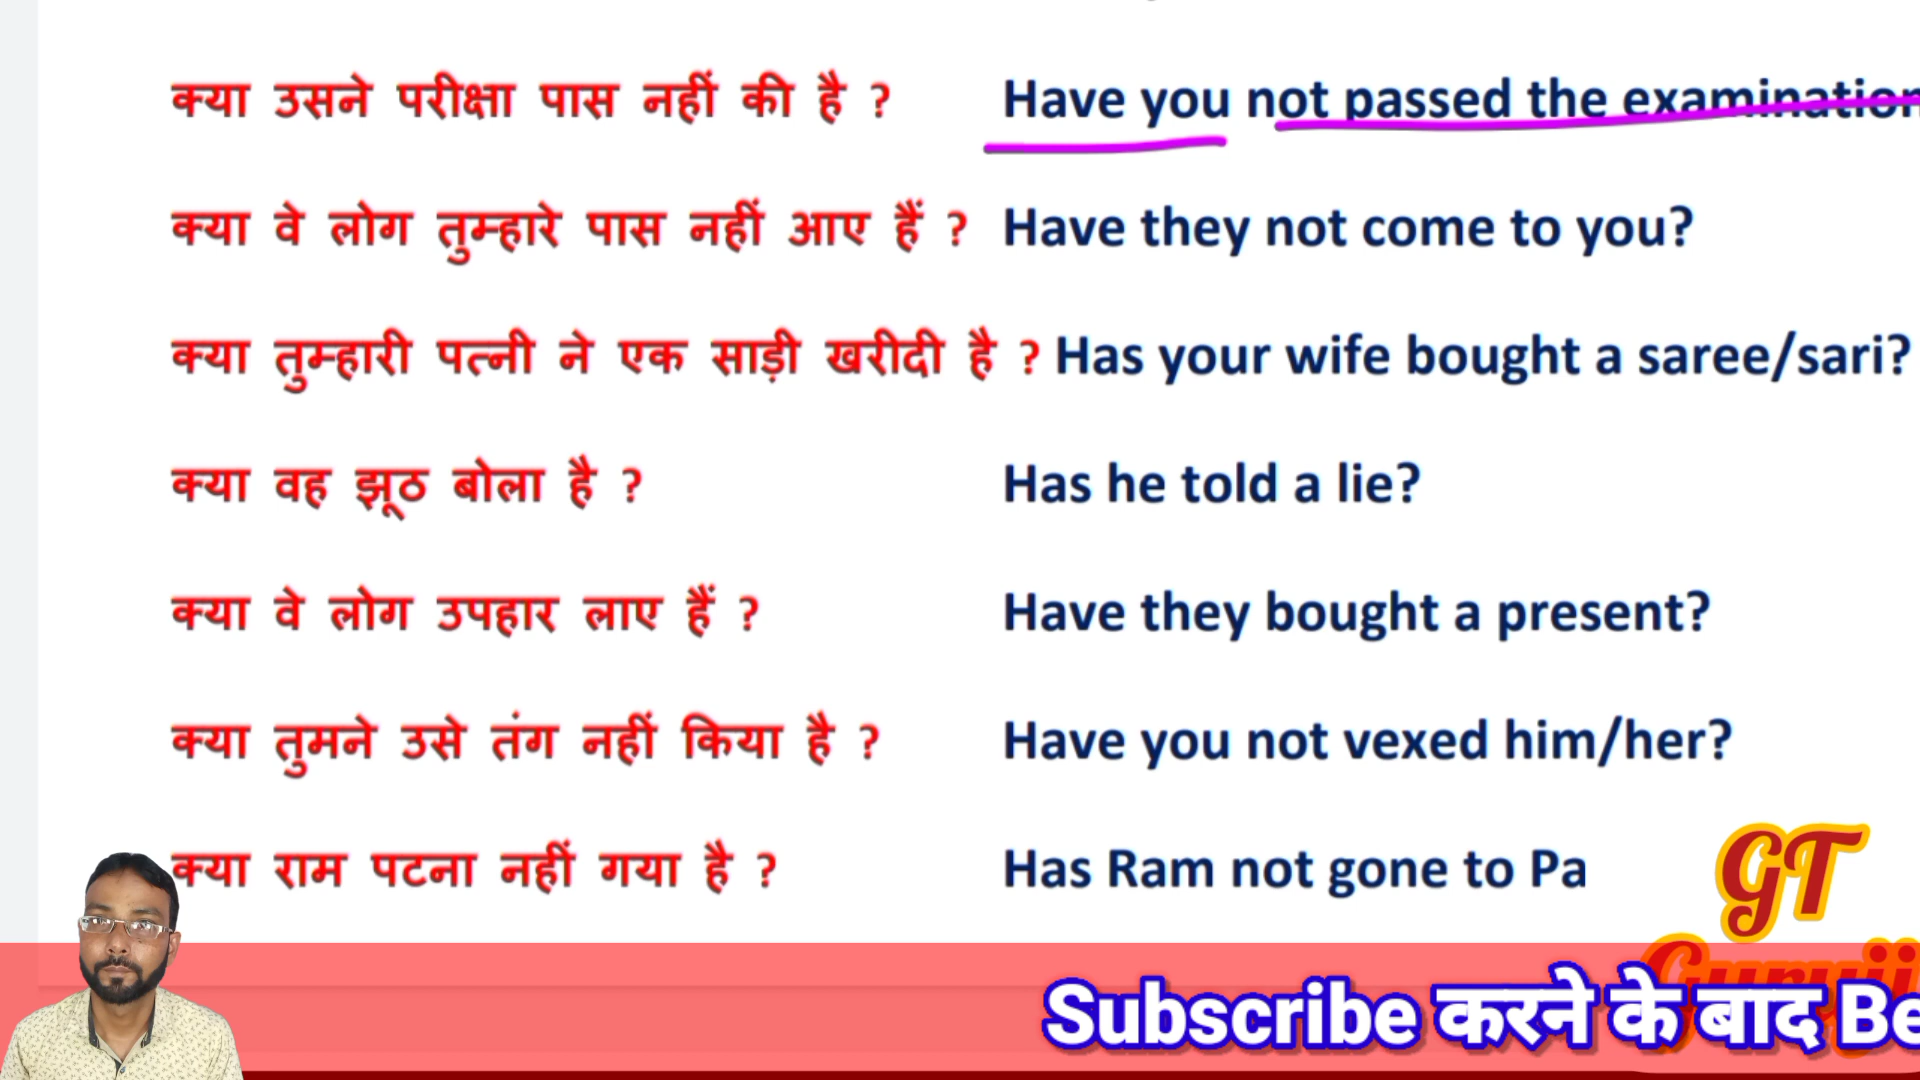 क्या उसने परीक्षा पास नहीं की है ? Have you not passed the examination
क्या वे लोग तुम्हारे पास नहीं आए हैं ? Have they not come to you?
क्या तुम्हारी पत्नी ने एक साड़ी खरीदी है ? Has your wife bought a saree/sari?
क्या वह झूठ बोला है ? Has he told a lie?
क्या वे लोग उपहार लाए हैं ? Have they bought a present?
क्या तुमने उसे तंग नहीं किया है ? Have you not vexed him/her?
क्या राम पटना नहीं गया है ? Has Ram not gone to Pa
GT
Guruji
Subscribe करने के बाद Be